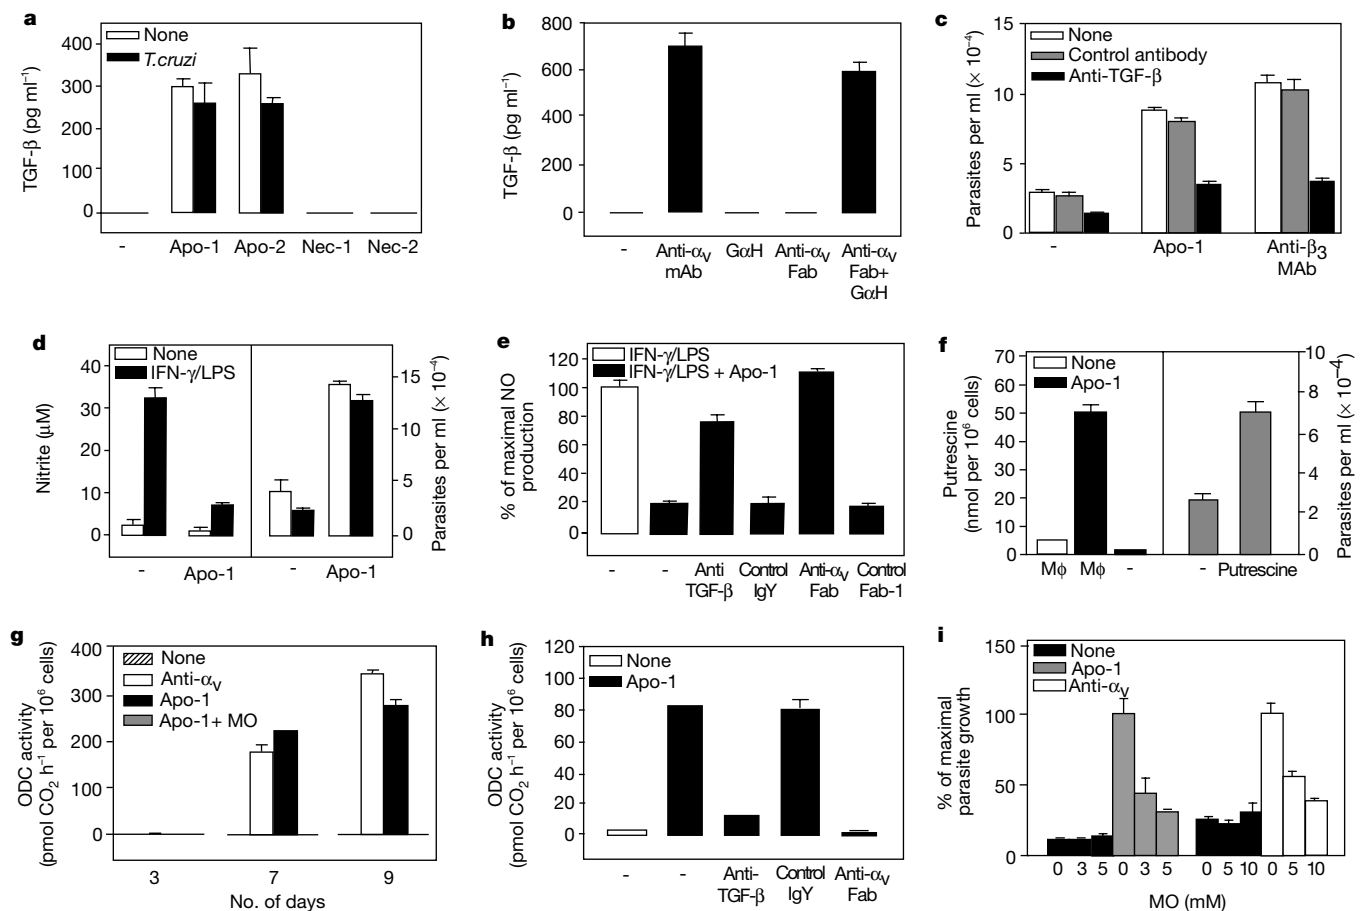 a
None
T.cruzi
TGF-β (pg ml⁻¹)
400
300
200
100
0
-
Apo-1
Apo-2
Nec-1
Nec-2
b
TGF-β (pg ml⁻¹)
800
600
400
200
0
-
Anti-αV
mAb
GαH
Anti-αV
Fab
Anti-αV
Fab+
GαH
c
None
Control antibody
Anti-TGF-β
Parasites per ml (× 10⁻⁴)
15
10
5
0
-
Apo-1
Anti-β3
MAb
d
None
IFN-γ/LPS
Nitrite (μM)
40
30
20
10
0
-
Apo-1
-
Apo-1
15
10
5
0
Parasites per ml (× 10⁻⁴)
e
IFN-γ/LPS
IFN-γ/LPS + Apo-1
% of maximal NO
production
120
100
80
60
40
20
0
-
-
Anti
TGF-β
Control
IgY
Anti-αV
Fab
Control
Fab-1
f
None
Apo-1
Putrescine
(nmol per 10⁶ cells)
70
60
50
40
30
20
10
0
Mφ
Mφ
-
-
Putrescine
10
8
6
4
2
0
Parasites per ml (× 10⁻⁴)
g
None
Anti-αV
Apo-1
Apo-1+ MO
ODC activity
(pmol CO₂ h⁻¹ per 10⁶ cells)
400
300
200
100
0
3
7
9
No. of days
h
None
Apo-1
ODC activity
(pmol CO₂ h⁻¹ per 10⁶ cells)
120
100
80
60
40
20
0
-
-
Anti-
TGF-β
Control
IgY
Anti-αV
Fab
i
None
Apo-1
Anti-αV
% of maximal
parasite growth
150
100
50
0
0 3 5 0 3 5 0 5 10 0 5 10
MO (mM)